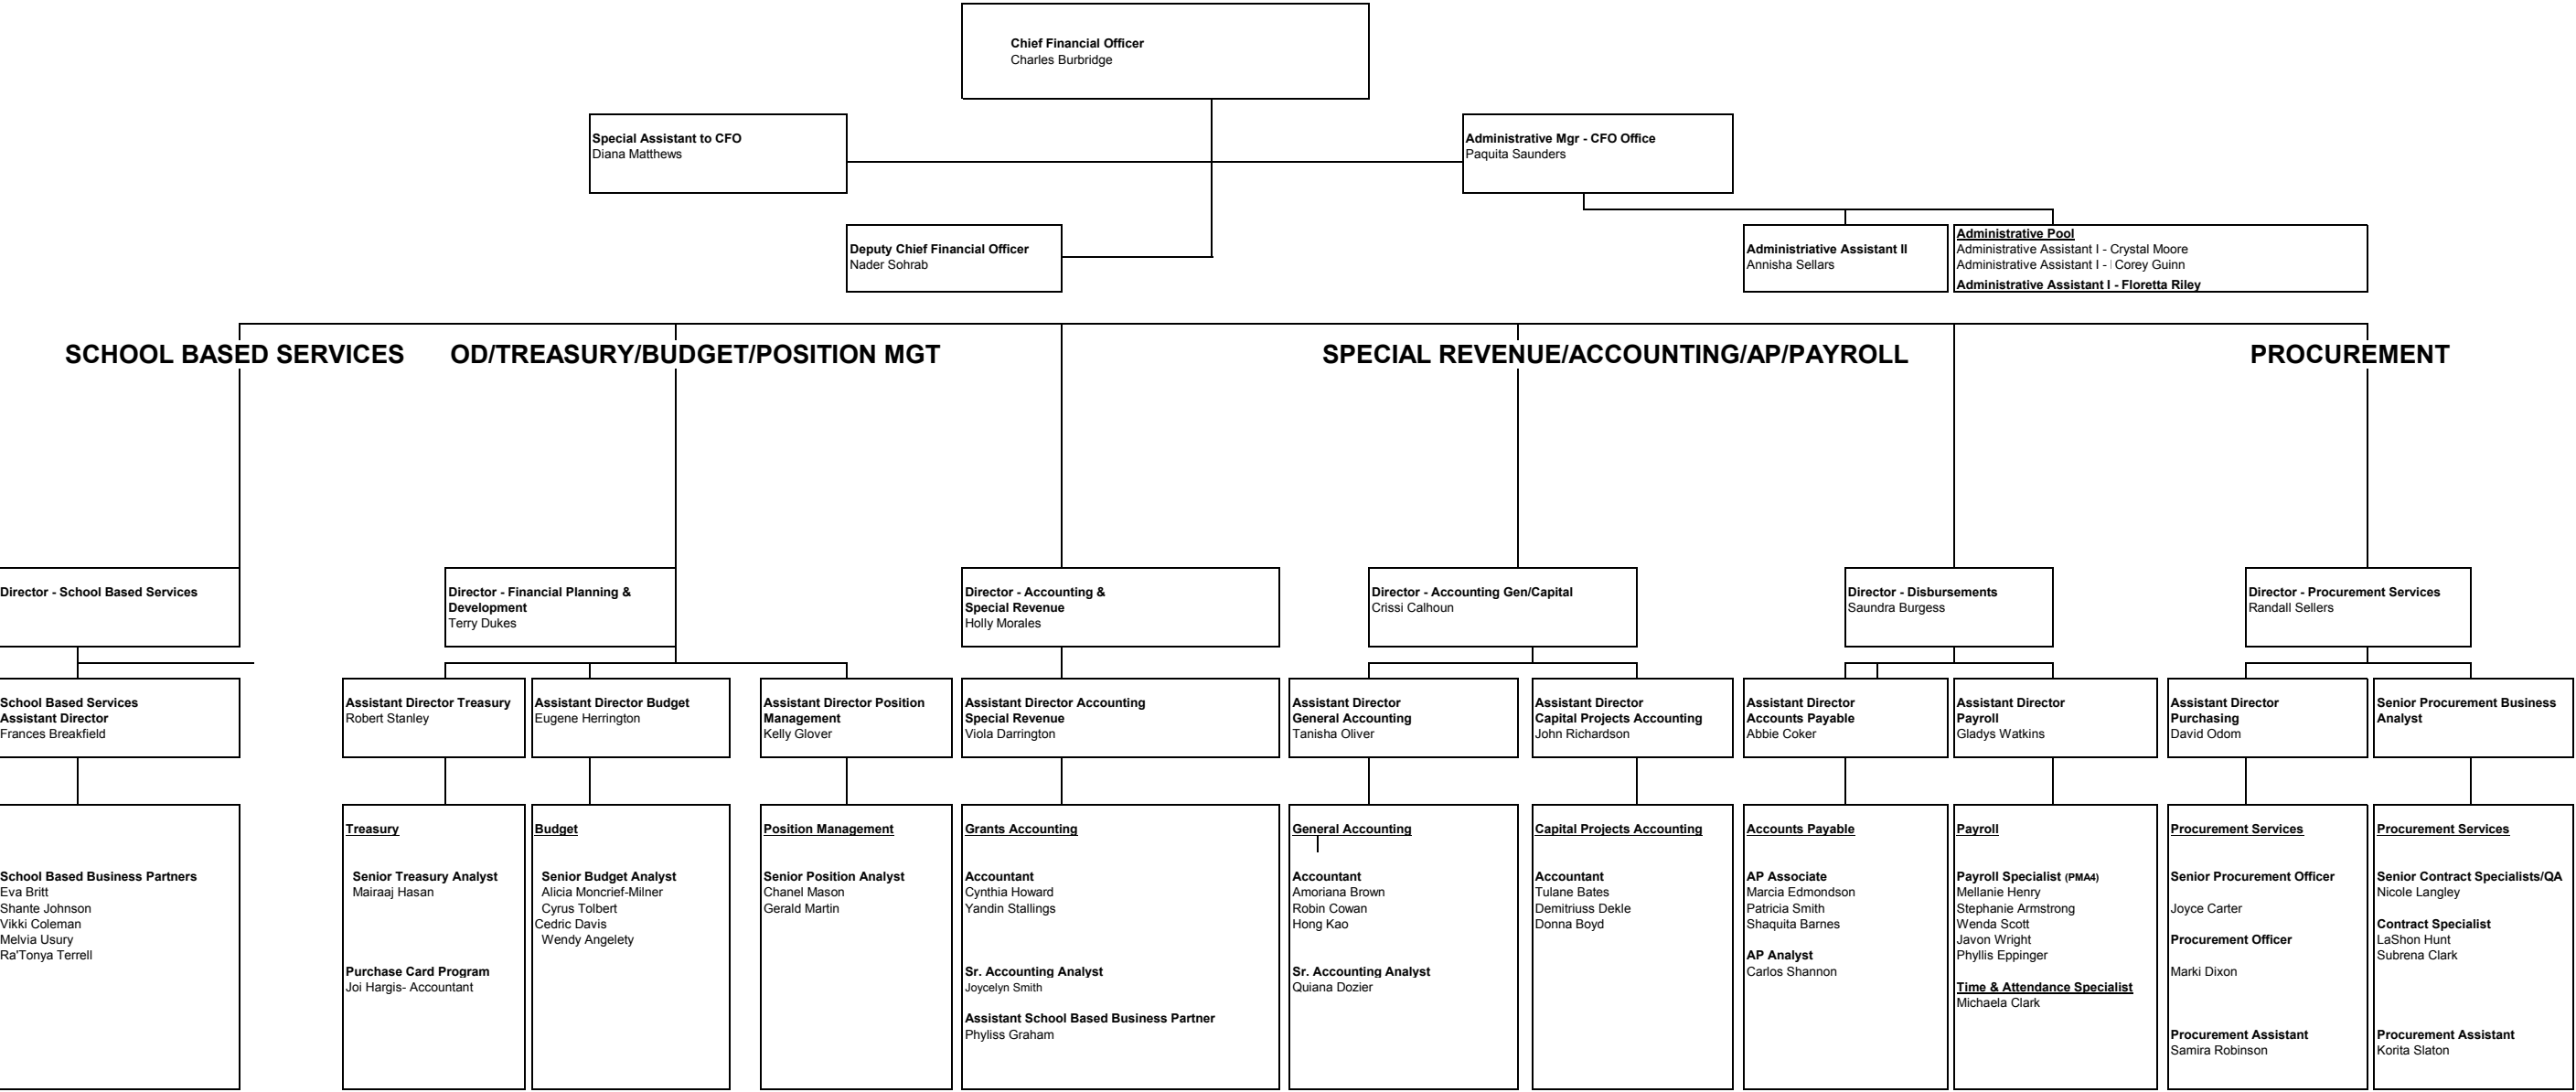 Chief Financial Officer
Charles Burbridge
Special Assistant to CFO
Diana Matthews
Administrative Mgr - CFO Office
Paquita Saunders
Deputy Chief Financial Officer
Nader Sohrab
Administriative Assistant II
Annisha Sellars
Administrative Pool
Administrative Assistant I - Crystal Moore
Administrative Assistant I - Corey Guinn
Administrative Assistant I - Floretta Riley
SCHOOL BASED SERVICES
OD/TREASURY/BUDGET/POSITION MGT
SPECIAL REVENUE/ACCOUNTING/AP/PAYROLL
PROCUREMENT
Director - School Based Services
Director - Financial Planning &
Development
Terry Dukes
Director - Accounting &
Special Revenue
Holly Morales
Director - Accounting Gen/Capital
Crissi Calhoun
Director - Disbursements
Saundra Burgess
Director - Procurement Services
Randall Sellers
School Based Services
Assistant Director
Frances Breakfield
Assistant Director Treasury
Robert Stanley
Assistant Director Budget
Eugene Herrington
Assistant Director Position
Management
Kelly Glover
Assistant Director Accounting
Special Revenue
Viola Darrington
Assistant Director
General Accounting
Tanisha Oliver
Assistant Director
Capital Projects Accounting
John Richardson
Assistant Director
Accounts Payable
Abbie Coker
Assistant Director
Payroll
Gladys Watkins
Assistant Director
Purchasing
David Odom
Senior Procurement Business
Analyst
School Based Business Partners
Eva Britt
Shante Johnson
Vikki Coleman
Melvia Usury
Ra'Tonya Terrell
Treasury
Senior Treasury Analyst
Mairaaj Hasan
Purchase Card Program
Joi Hargis- Accountant
Budget
Senior Budget Analyst
Alicia Moncrief-Milner
Cyrus Tolbert
Cedric Davis
Wendy Angelety
Position Management
Senior Position Analyst
Chanel Mason
Gerald Martin
Grants Accounting
Accountant
Cynthia Howard
Yandin Stallings
Sr. Accounting Analyst
Joycelyn Smith
Assistant School Based Business Partner
Phyliss Graham
General Accounting
Accountant
Amoriana Brown
Robin Cowan
Hong Kao
Sr. Accounting Analyst
Quiana Dozier
Capital Projects Accounting
Accountant
Tulane Bates
Demitriuss Dekle
Donna Boyd
Accounts Payable
AP Associate
Marcia Edmondson
Patricia Smith
Shaquita Barnes
AP Analyst
Carlos Shannon
Payroll
Payroll Specialist (PMA4)
Mellanie Henry
Stephanie Armstrong
Wenda Scott
Javon Wright
Phyllis Eppinger
Time & Attendance Specialist
Michaela Clark
Procurement Services
Senior Procurement Officer
Joyce Carter
Procurement Officer
Marki Dixon
Procurement Assistant
Samira Robinson
Procurement Services
Senior Contract Specialists/QA
Nicole Langley
Contract Specialist
LaShon Hunt
Subrena Clark
Procurement Assistant
Korita Slaton